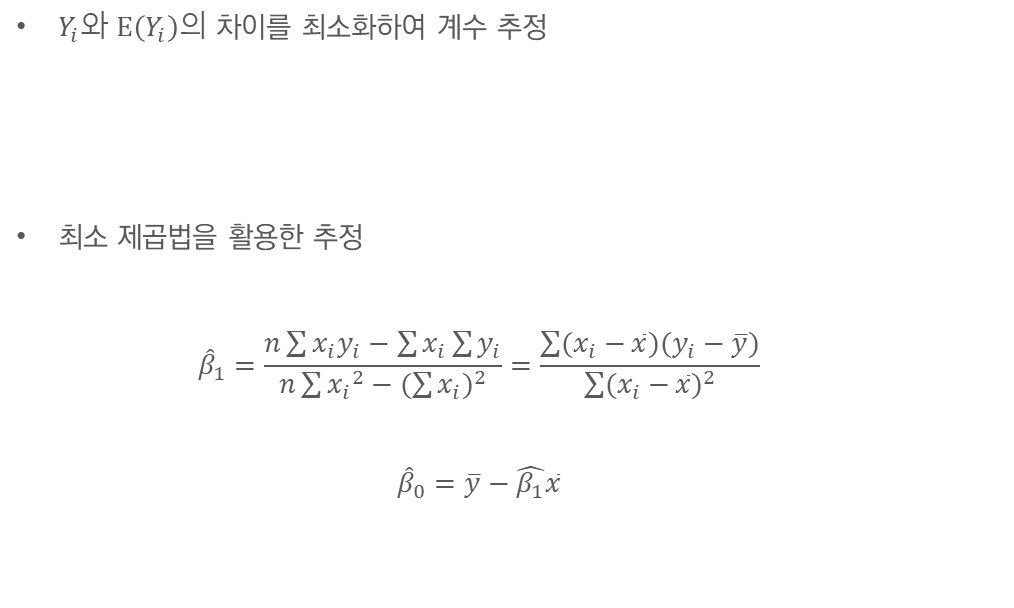 • Yᵢ와 E(Yᵢ)의 차이를 최소화하여 계수 추정
• 최소 제곱법을 활용한 추정
β̂₁ = (n∑xᵢyᵢ − ∑xᵢ∑yᵢ) / (n∑xᵢ² − (∑xᵢ)²) = ∑(xᵢ − x̄)(yᵢ − ȳ) / ∑(xᵢ − x̄)²
β̂₀ = ȳ − β̂₁x̄